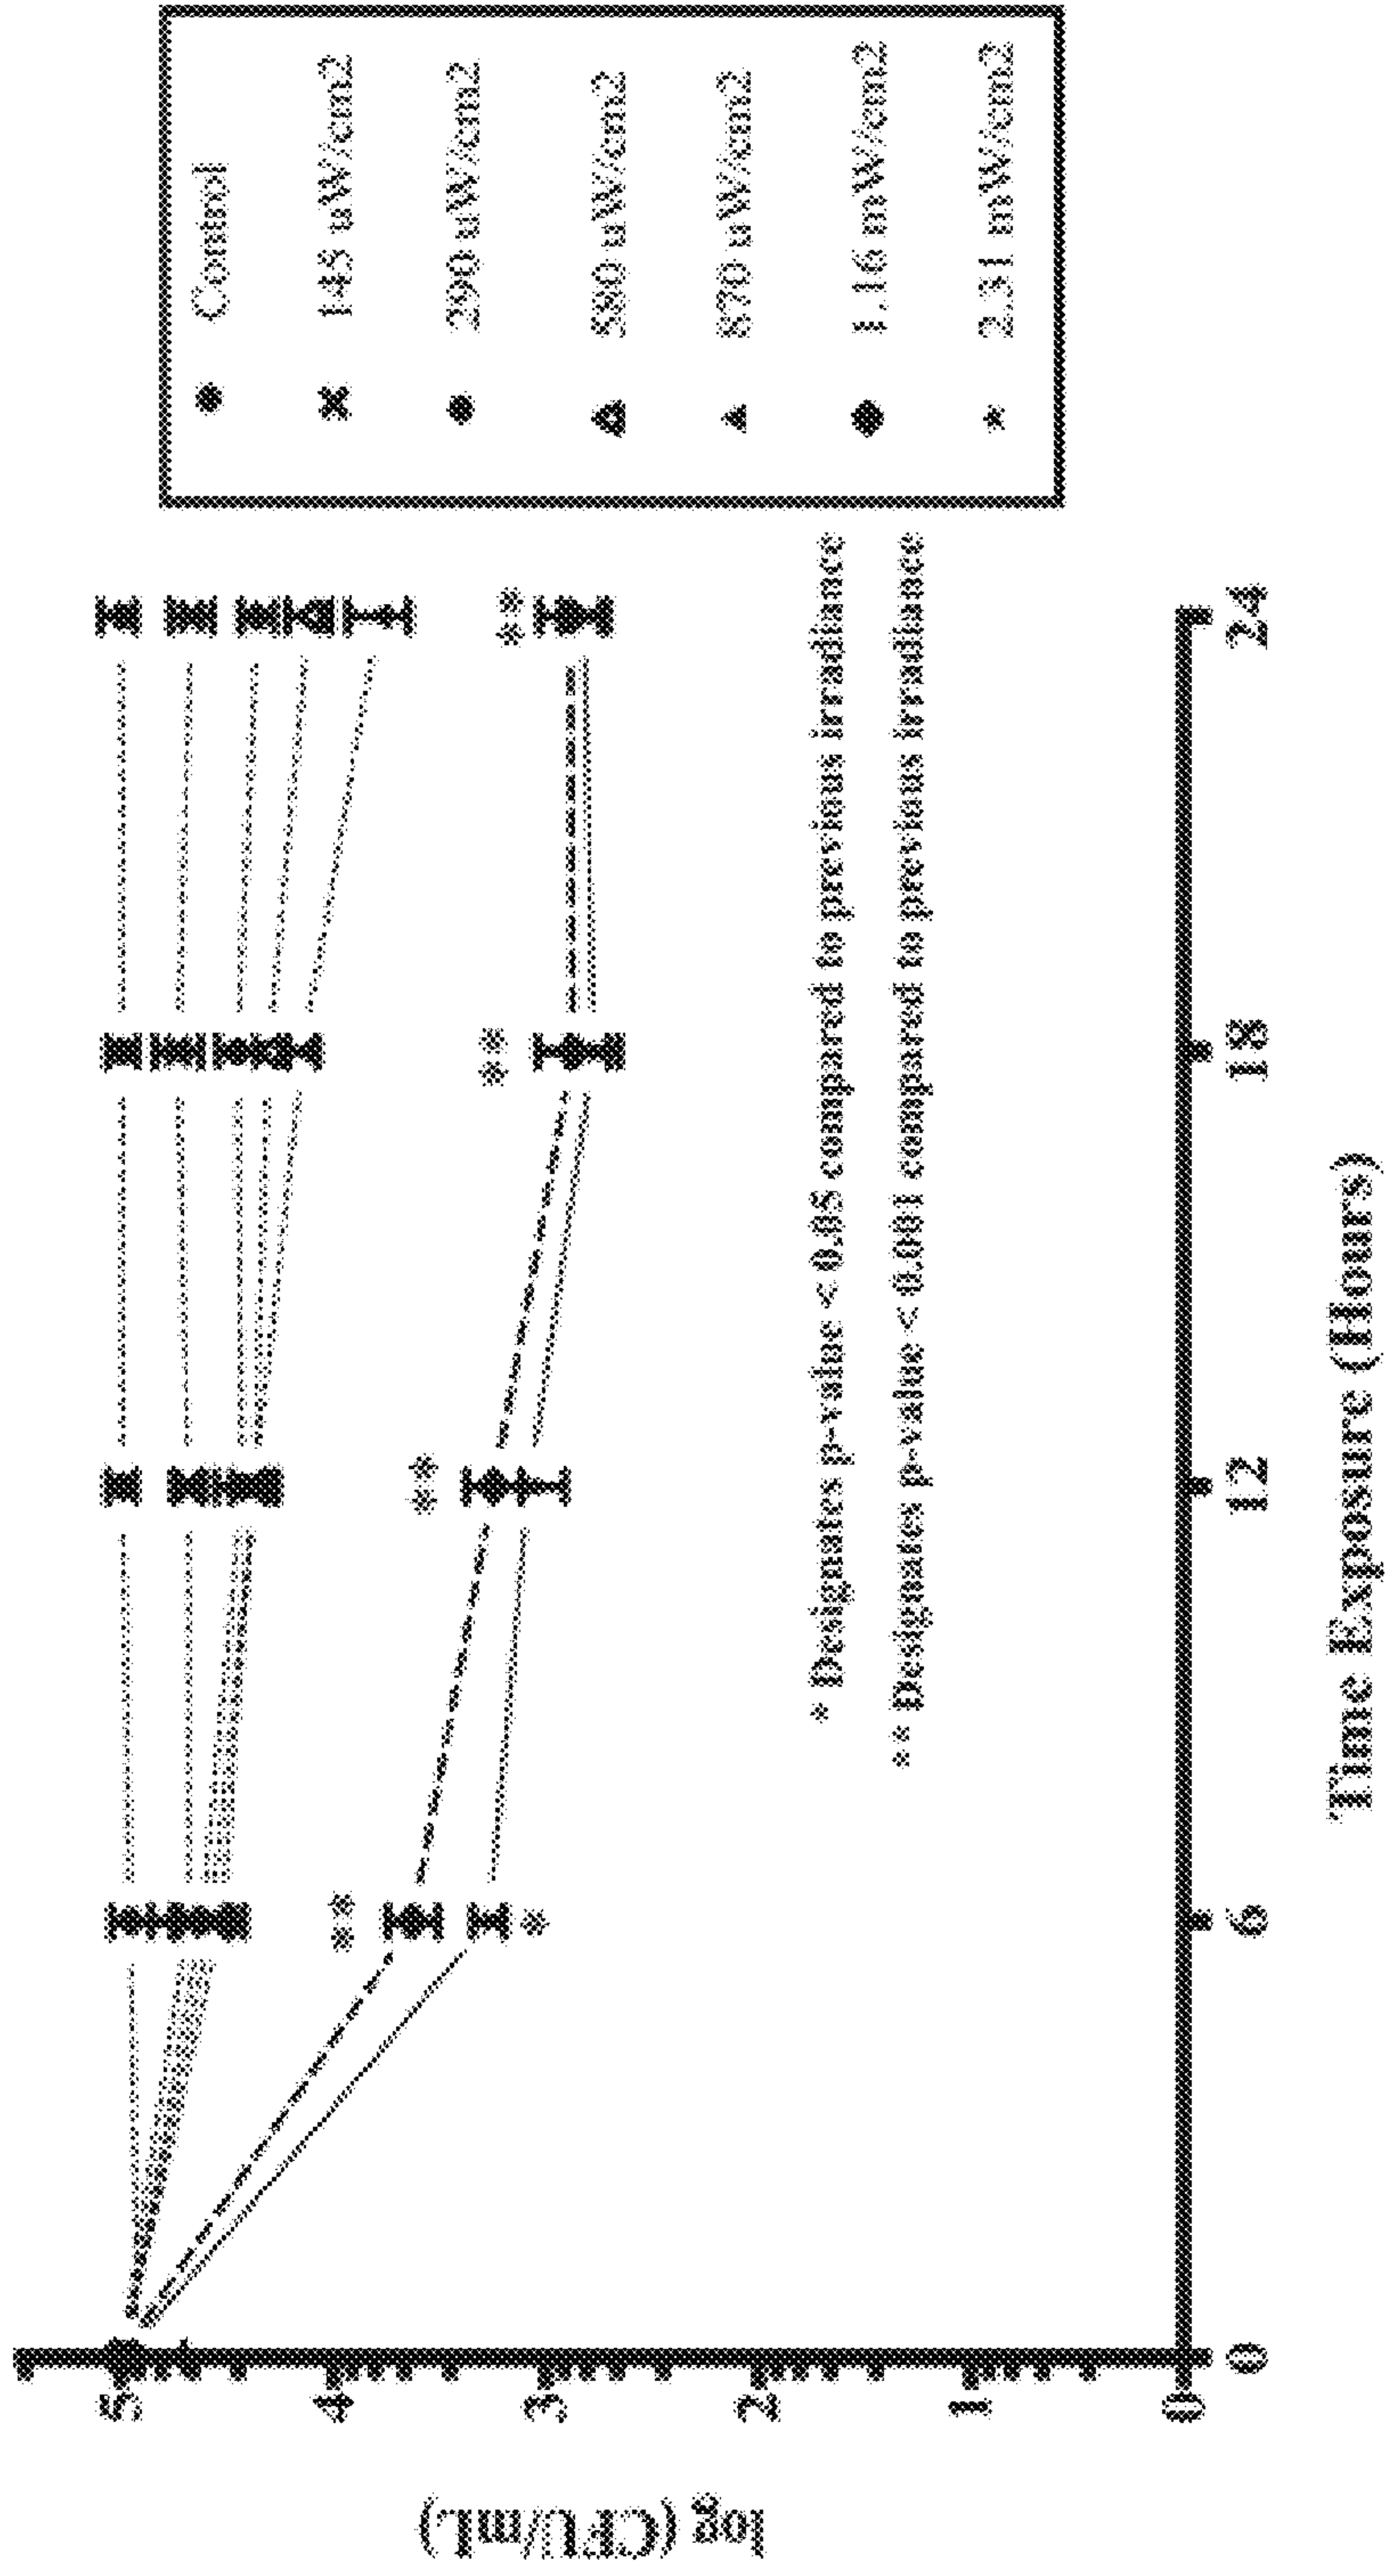 log (CFU/mL)
5
4
3
2
1
0
0
6
12
18
24
Time Exposure (Hours)
**
*
**
**
**
* Designates p-value < 0.05 compared to previous irradiance
** Designates p-value < 0.001 compared to previous irradiance
Control
145 uW/cm2
290 uW/cm2
580 uW/cm2
870 uW/cm2
1.16 mW/cm2
2.31 mW/cm2